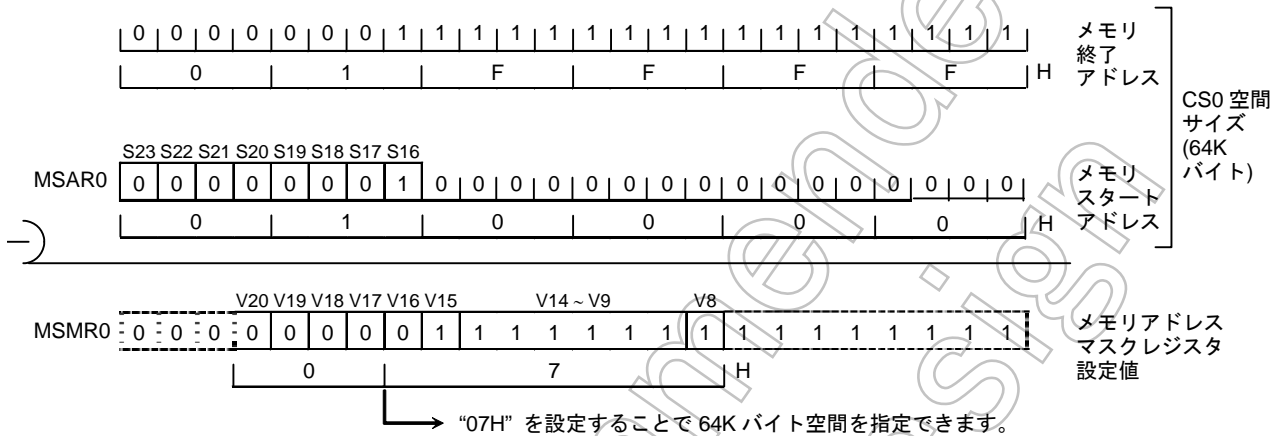 0 0 0 0 0 0 0 1 1 1 1 1 1 1 1 1 1 1 1 1 1 1 1 1
0 1 F F F F H
メモリ
終了
アドレス
CS0 空間
サイズ
(64K
バイト)
S23 S22 S21 S20 S19 S18 S17 S16
MSAR0 0 0 0 0 0 0 0 1 0 0 0 0 0 0 0 0 0 0 0 0 0 0 0 0
0 1 0 0 0 0 H
メモリ
スタート
アドレス
−)
V20 V19 V18 V17 V16 V15 V14 ~ V9 V8
MSMR0 0 0 0 0 0 0 0 0 1 1 1 1 1 1 1 1 1 1 1 1 1 1 1 1
0 7 H
メモリアドレス
マスクレジスタ
設定値
“07H” を設定することで 64K バイト空間を指定できます。